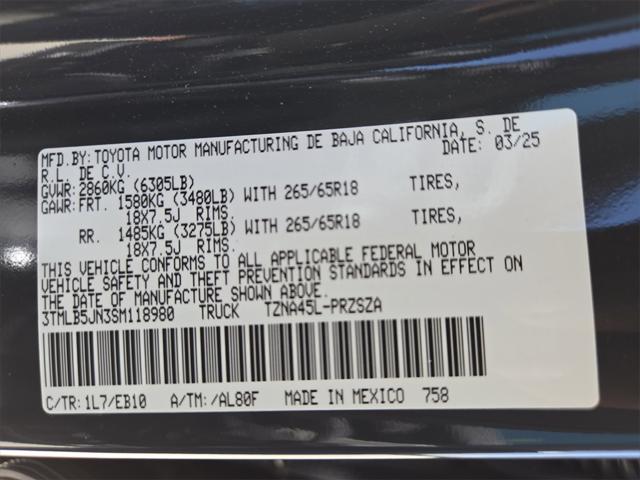 MFD.BY: TOYOTA MOTOR MANUFACTURING DE BAJA CALIFORNIA, S. DE
R.L. DE C.V. DATE: 03/25
GVWR: 2860KG (6305LB)
GAWR: FRT. 1580KG (3480LB) WITH 265/65R18 TIRES,
18X7.5J RIMS.
RR. 1485KG (3275LB) WITH 265/65R18 TIRES,
18X7.5J RIMS.
THIS VEHICLE CONFORMS TO ALL APPLICABLE FEDERAL MOTOR
VEHICLE SAFETY AND THEFT PREVENTION STANDARDS IN EFFECT ON
THE DATE OF MANUFACTURE SHOWN ABOVE.
3TMLB5JN3SM118980 TRUCK TZNA45L-PRZSZA
C/TR: 1L7/EB10 A/TM: /AL80F MADE IN MEXICO 758